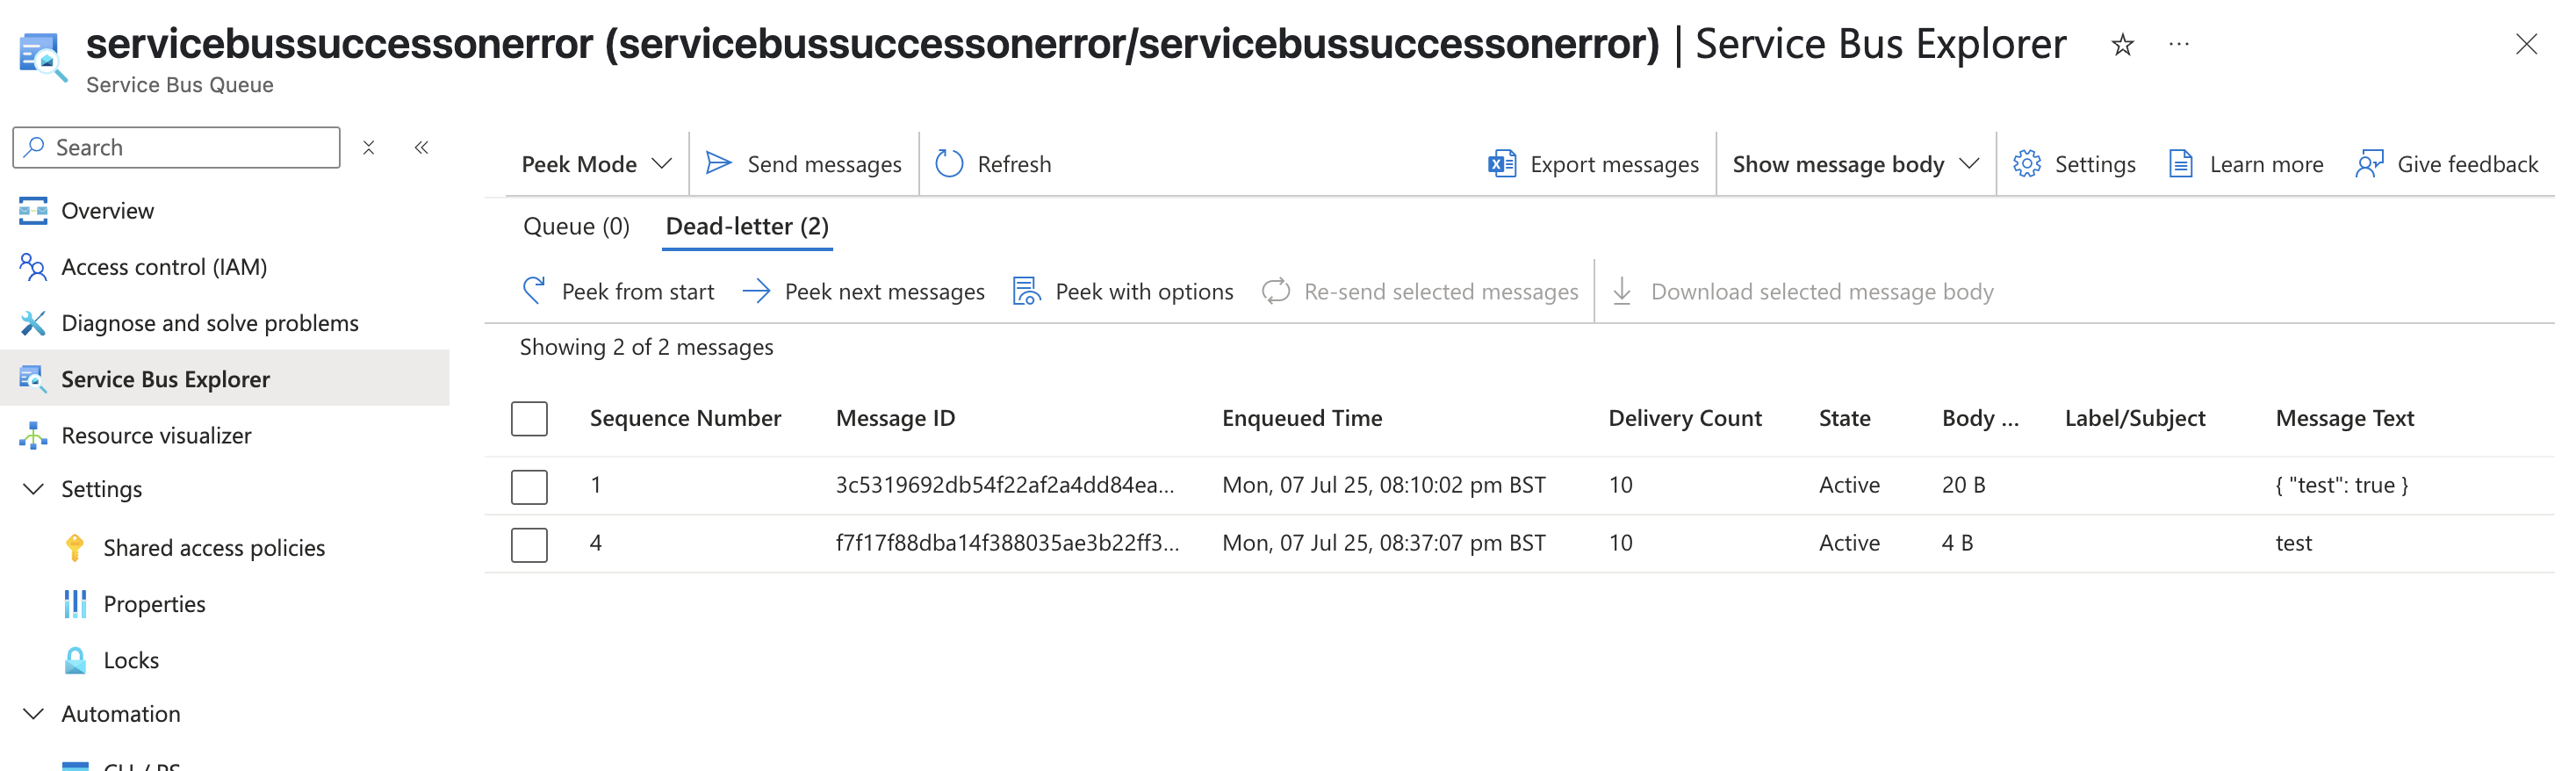 servicebussuccessonerror (servicebussuccessonerror/servicebussuccessonerror) | Service Bus Explorer
Service Bus Queue
Search
Overview
Access control (IAM)
Diagnose and solve problems
Service Bus Explorer
Resource visualizer
Settings
Shared access policies
Properties
Locks
Automation
Peek Mode Send messages Refresh Export messages Show message body Settings Learn more Give feedback
Queue (0) Dead-letter (2)
Peek from start Peek next messages Peek with options Re-send selected messages Download selected message body
Showing 2 of 2 messages
Sequence Number Message ID Enqueued Time Delivery Count State Body ... Label/Subject Message Text
1 3c5319692db54f22af2a4dd84ea... Mon, 07 Jul 25, 08:10:02 pm BST 10 Active 20 B { "test": true }
4 f7f17f88dba14f388035ae3b22ff3... Mon, 07 Jul 25, 08:37:07 pm BST 10 Active 4 B test